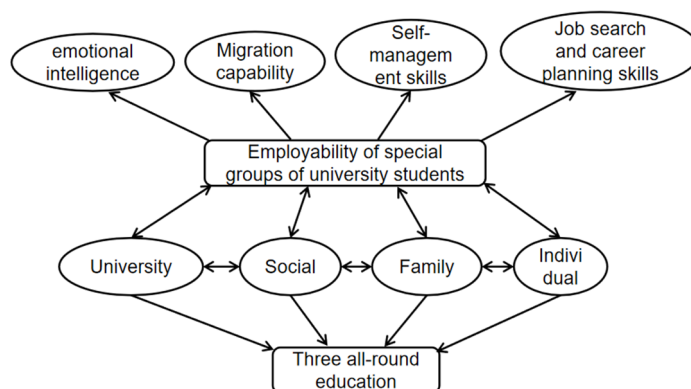 emotional
intelligence
Migration
capability
Self-
managem
ent skills
Job search
and career
planning skills
Employability of special
groups of university students
University
Social
Family
Indivi
dual
Three all-round
education